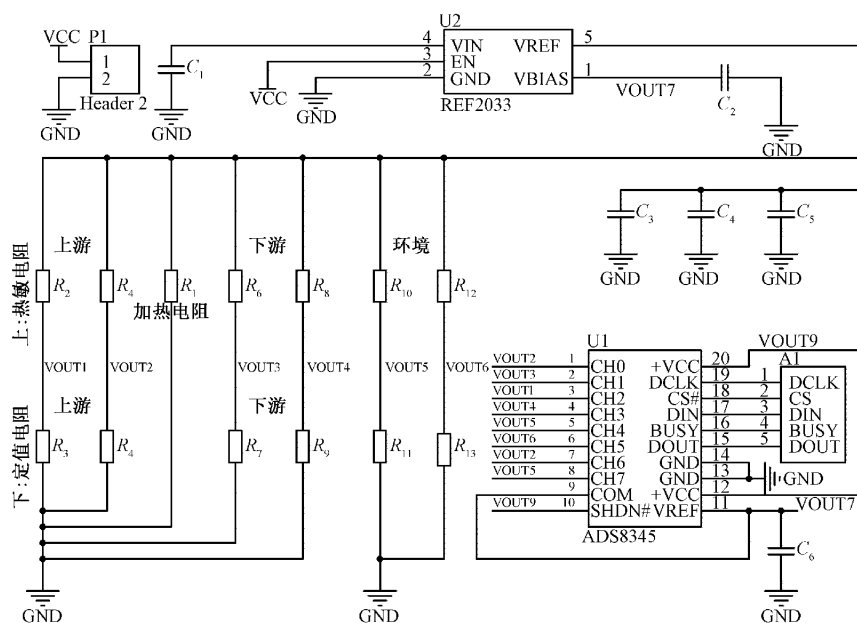 U2
VCC P1
1
2
Header 2
GND
C1
GND
4 VIN VREF 5
3 EN
2 GND VBIAS 1
REF2033
VCC
GND
VOUT7
C2
GND
上游 下游 环境
上:热敏电阻
R2 R4 R1 R6 R8 R10 R12
加热电阻
C3 C4 C5
GND GND GND
VOUT1 VOUT2 VOUT3 VOUT4 VOUT5 VOUT6
上游 下游
下:定值电阻
R3 R4 R7 R9 R11 R13
GND GND
U1 VOUT9
A1
VOUT2 1 CH0 +VCC 20
VOUT3 2 CH1 DCLK 19 1 DCLK
VOUT1 3 CH2 CS# 18 2 CS
VOUT4 4 CH3 DIN 17 3 DIN
VOUT5 5 CH4 BUSY 16 4 BUSY
VOUT6 6 CH5 DOUT 15 5 DOUT
VOUT2 7 CH6 GND 14
VOUT5 8 CH7 GND 13 GND
9 COM +VCC 12
VOUT9 10 SHDN# VREF 11 VOUT7
ADS8345
C6
GND